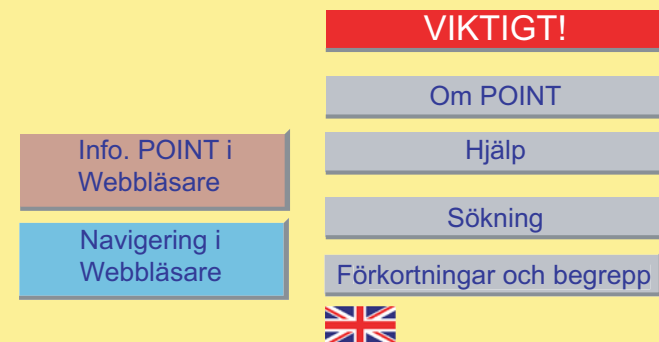 VIKTIGT!
Om POINT
Info. POINT i
Webbläsare
Hjälp
Sökning
Navigering i
Webbläsare
Förkortningar och begrepp